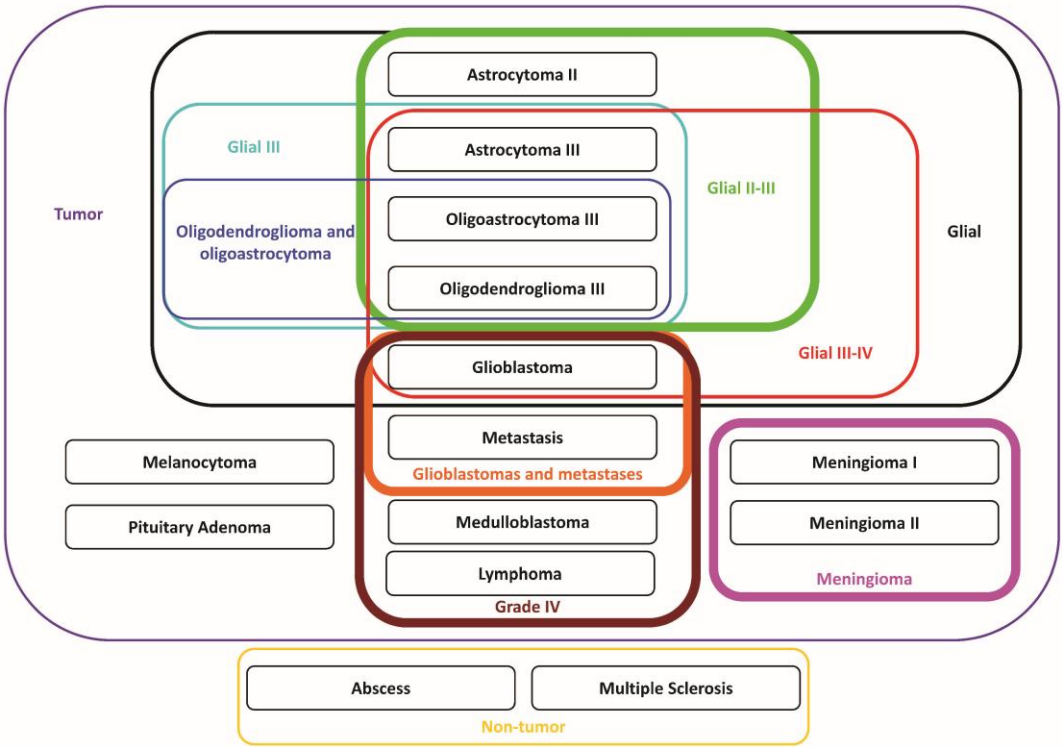 Astrocytoma II
Glial III
Astrocytoma III
Glial II-III
Tumor
Oligodendroglioma and
oligoastrocytoma
Oligoastrocytoma III
Glial
Oligodendroglioma III
Glial III-IV
Glioblastoma
Metastasis
Glioblastomas and metastases
Melanocytoma
Meningioma I
Pituitary Adenoma
Medulloblastoma
Meningioma II
Lymphoma
Meningioma
Grade IV
Abscess
Multiple Sclerosis
Non-tumor